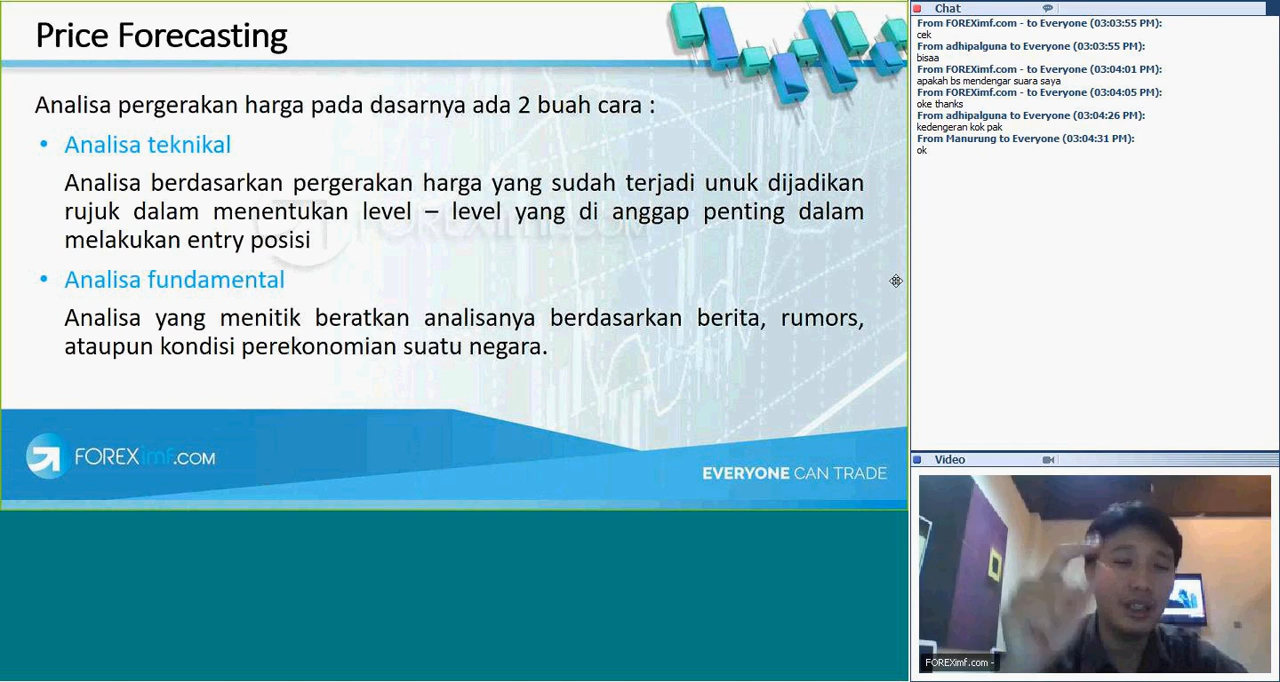 Price Forecasting
Analisa pergerakan harga pada dasarnya ada 2 buah cara :
• Analisa teknikal
Analisa berdasarkan pergerakan harga yang sudah terjadi unuk dijadikan
rujuk dalam menentukan level – level yang di anggap penting dalam
melakukan entry posisi
• Analisa fundamental
Analisa yang menitik beratkan analisanya berdasarkan berita, rumors,
ataupun kondisi perekonomian suatu negara.
FOREXimf.COM
FOREXimf.COM
EVERYONE CAN TRADE
Chat
From FOREXimf.com - to Everyone (03:03:55 PM):
cek
From adhipalguna to Everyone (03:03:55 PM):
bisaa
From FOREXimf.com - to Everyone (03:04:01 PM):
apakah bs mendengar suara saya
From FOREXimf.com - to Everyone (03:04:05 PM):
oke thanks
From adhipalguna to Everyone (03:04:26 PM):
kedengeran kok pak
From Manurung to Everyone (03:04:31 PM):
ok
Video
FOREXimf.com -